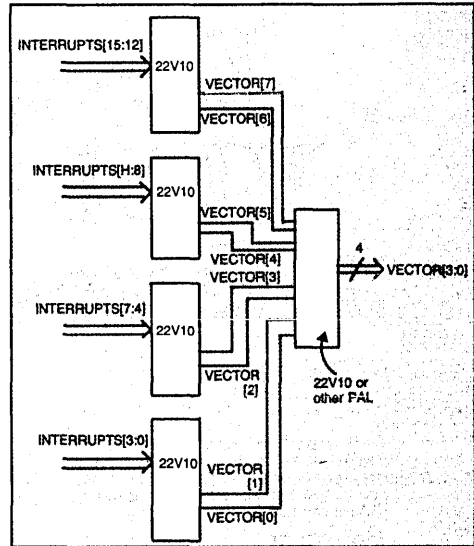 INTERRUPTS[15:12]
22V10
VECTOR[7]
VECTOR[6]
INTERRUPTS[H:8]
22V10
VECTOR[5]
VECTOR[4]
VECTOR[3]
INTERRUPTS[7:4]
22V10
VECTOR
[2]
4
VECTOR[3:0]
22V10 or
other PAL
INTERRUPTS[3:0]
22V10
VECTOR
[1]
VECTOR[0]